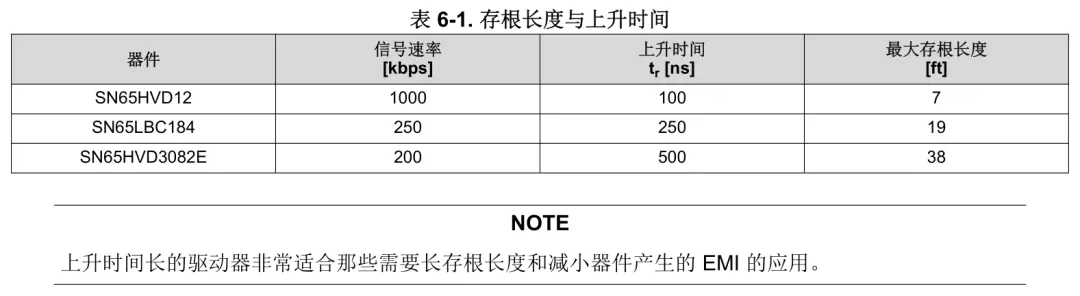 表 6-1. 存根长度与上升时间
器件 信号速率 [kbps] 上升时间 tr [ns] 最大存根长度 [ft]
SN65HVD12 1000 100 7
SN65LBC184 250 250 19
SN65HVD3082E 200 500 38
NOTE
上升时间长的驱动器非常适合那些需要长存根长度和减小器件产生的 EMI 的应用。